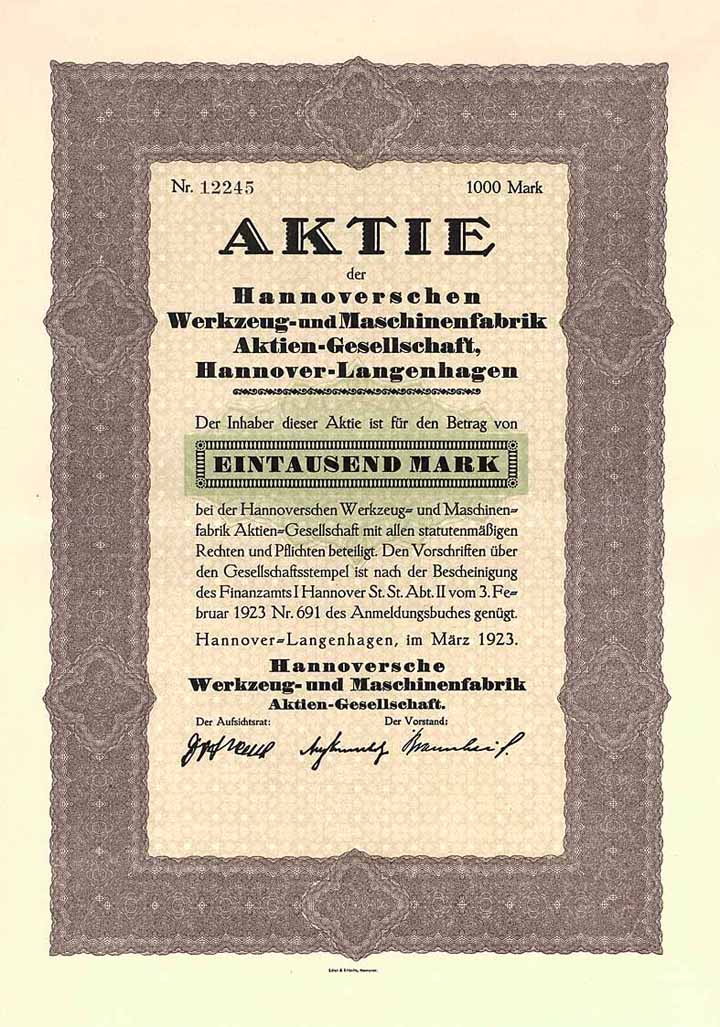 Nr. 12245 1000 Mark
AKTIE
der
Hannoverschen
Werkzeug- und Maschinenfabrik
Aktien-Gesellschaft,
Hannover-Langenhagen
Der Inhaber dieser Aktie ist für den Betrag von
EINTAUSEND MARK
bei der Hannoverschen Werkzeug= und Maschinen=
fabrik Aktien=Gesellschaft mit allen statutenmäßigen
Rechten und Pflichten beteiligt. Den Vorschriften über
den Gesellschaftsstempel ist nach der Bescheinigung
des Finanzamts I Hannover St. St. Abt. II vom 3. Fe=
bruar 1923 Nr. 691 des Anmeldungsbuches genügt.
Hannover=Langenhagen, im März 1923.
Hannoversche
Werkzeug- und Maschinenfabrik
Aktien-Gesellschaft.
Der Aufsichtsrat: Der Vorstand: